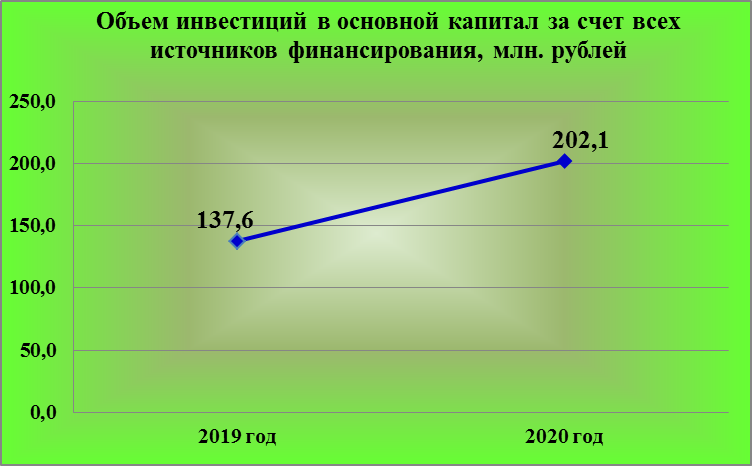 Объем инвестиций в основной капитал за счет всех
источников финансирования, млн. рублей
250,0
200,0
150,0
100,0
50,0
0,0
137,6
202,1
2019 год
2020 год